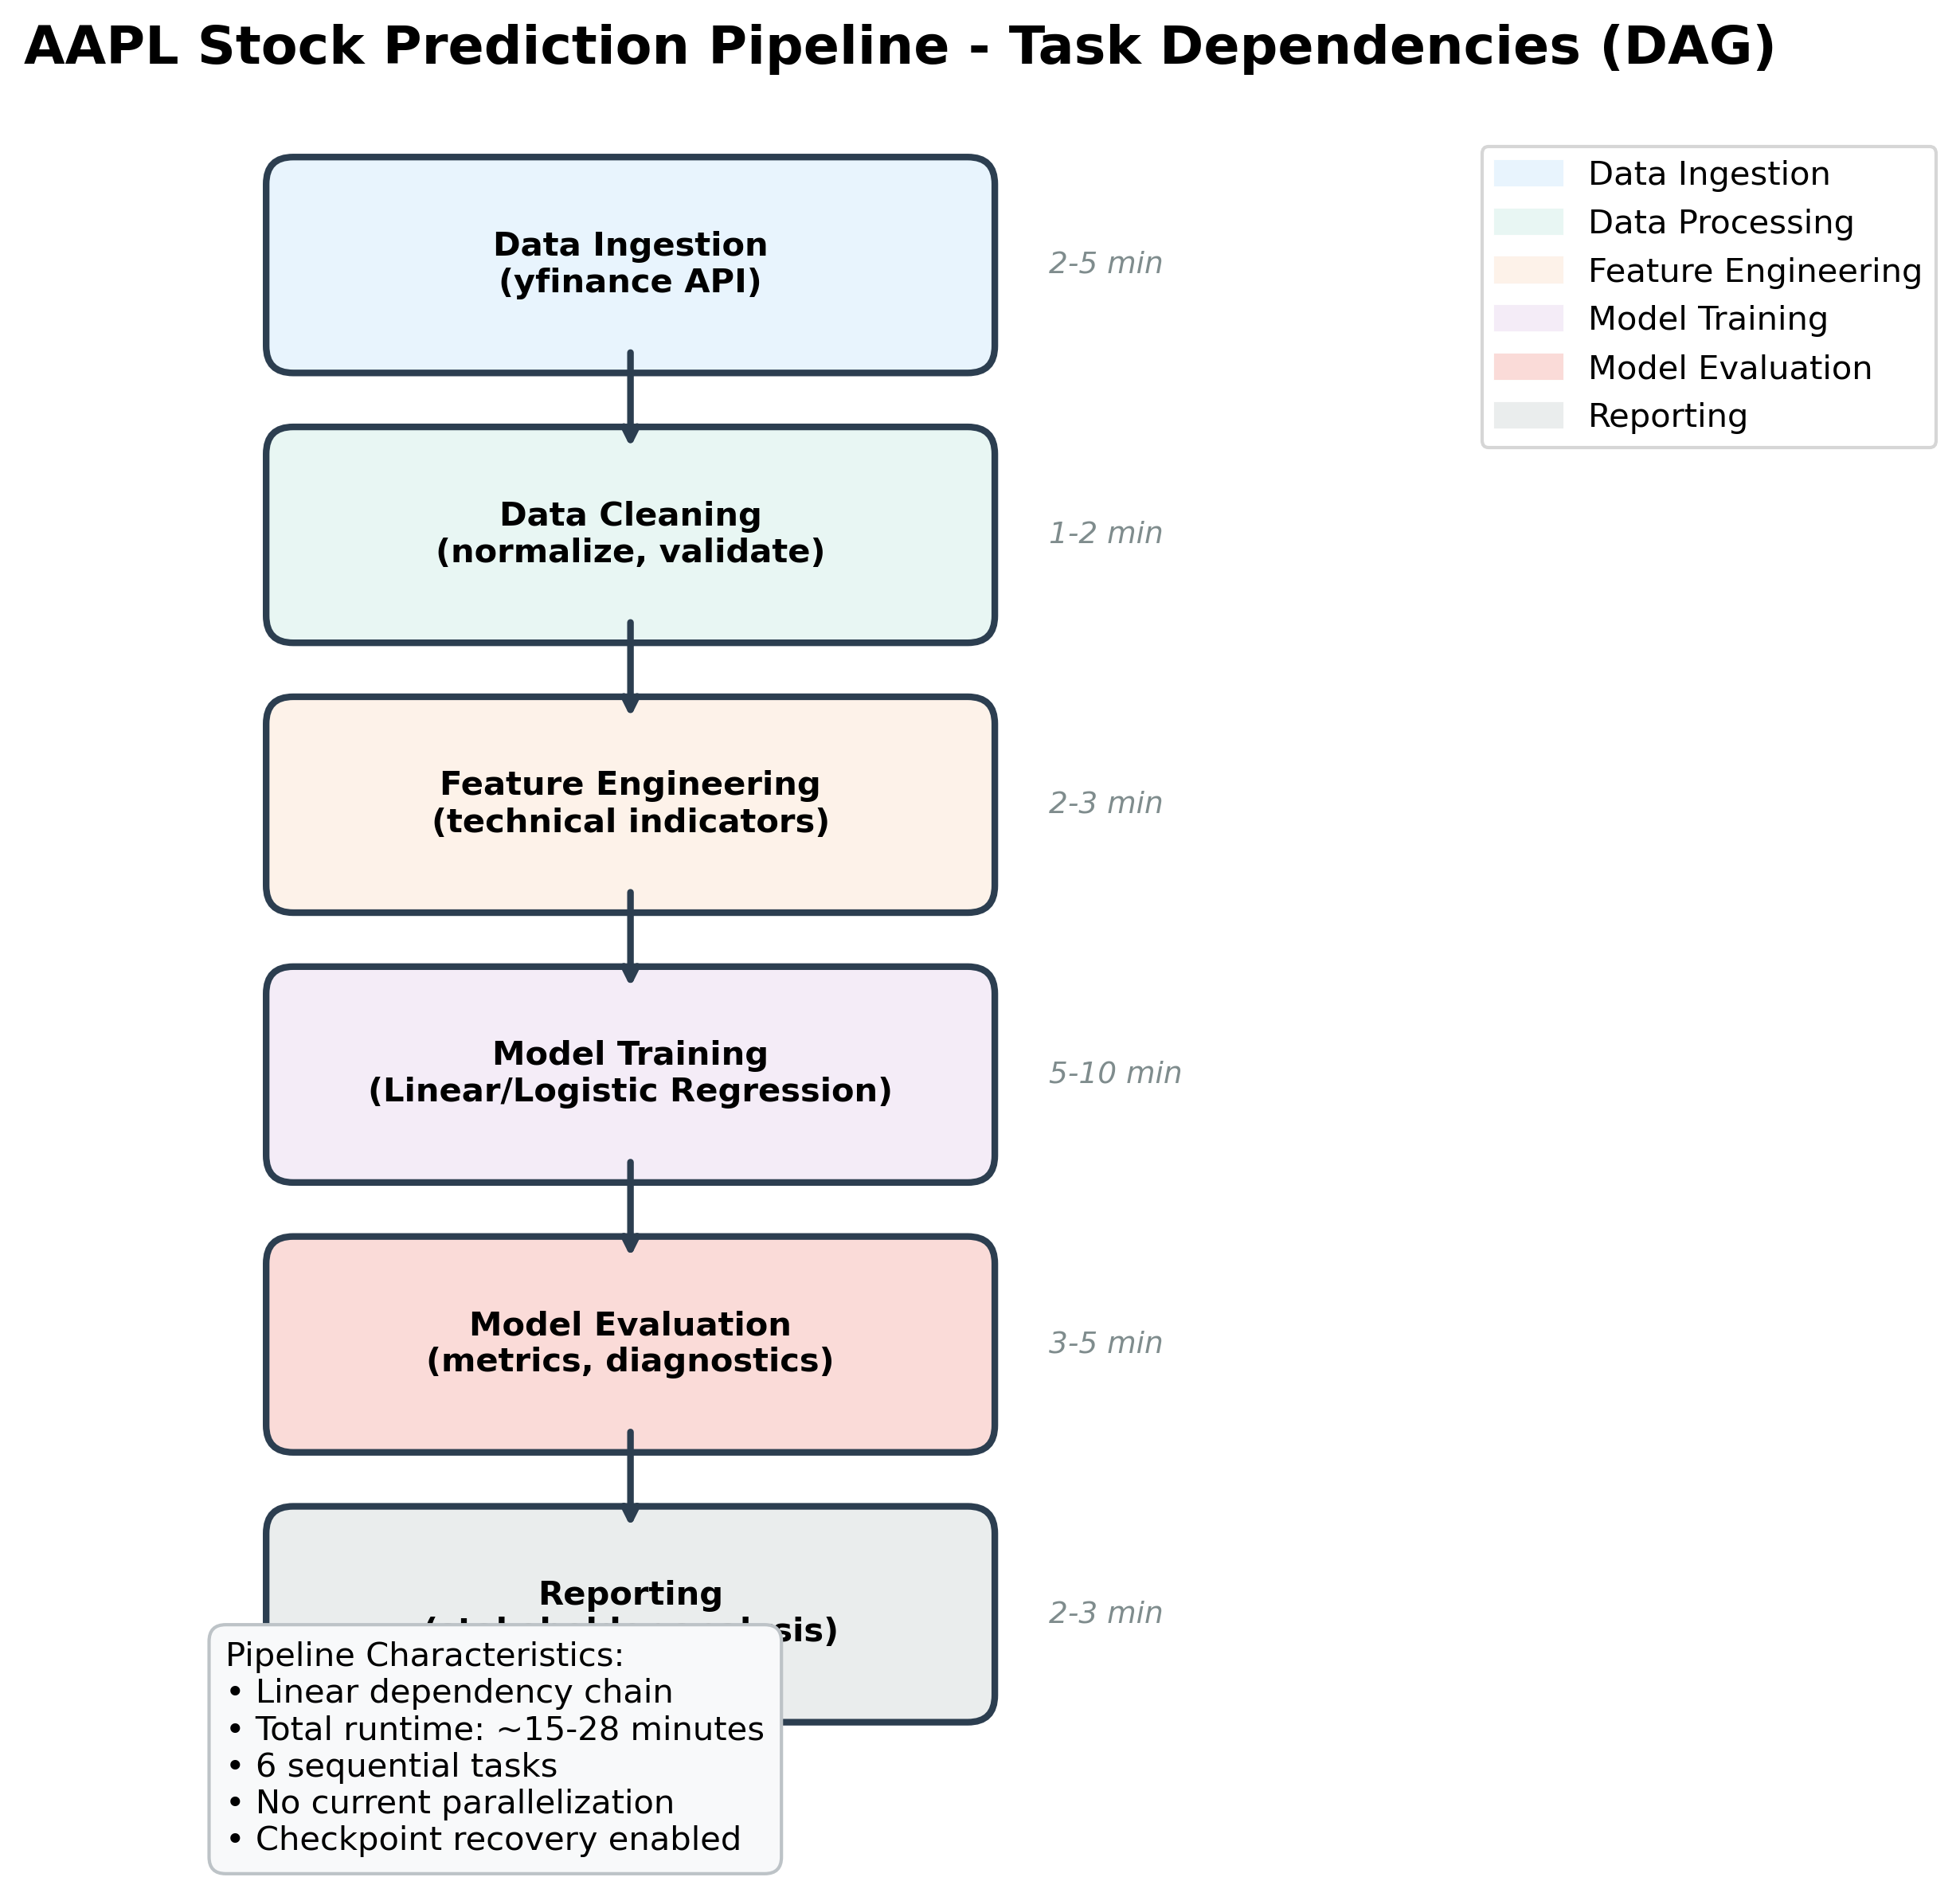 AAPL Stock Prediction Pipeline - Task Dependencies (DAG)
Data Ingestion
(yfinance API)
2-5 min
Data Ingestion
Data Processing
Feature Engineering
Model Training
Model Evaluation
Reporting
Data Cleaning
(normalize, validate)
1-2 min
Feature Engineering
(technical indicators)
2-3 min
Model Training
(Linear/Logistic Regression)
5-10 min
Model Evaluation
(metrics, diagnostics)
3-5 min
Reporting
2-3 min
Pipeline Characteristics:
• Linear dependency chain
• Total runtime: ~15-28 minutes
• 6 sequential tasks
• No current parallelization
• Checkpoint recovery enabled